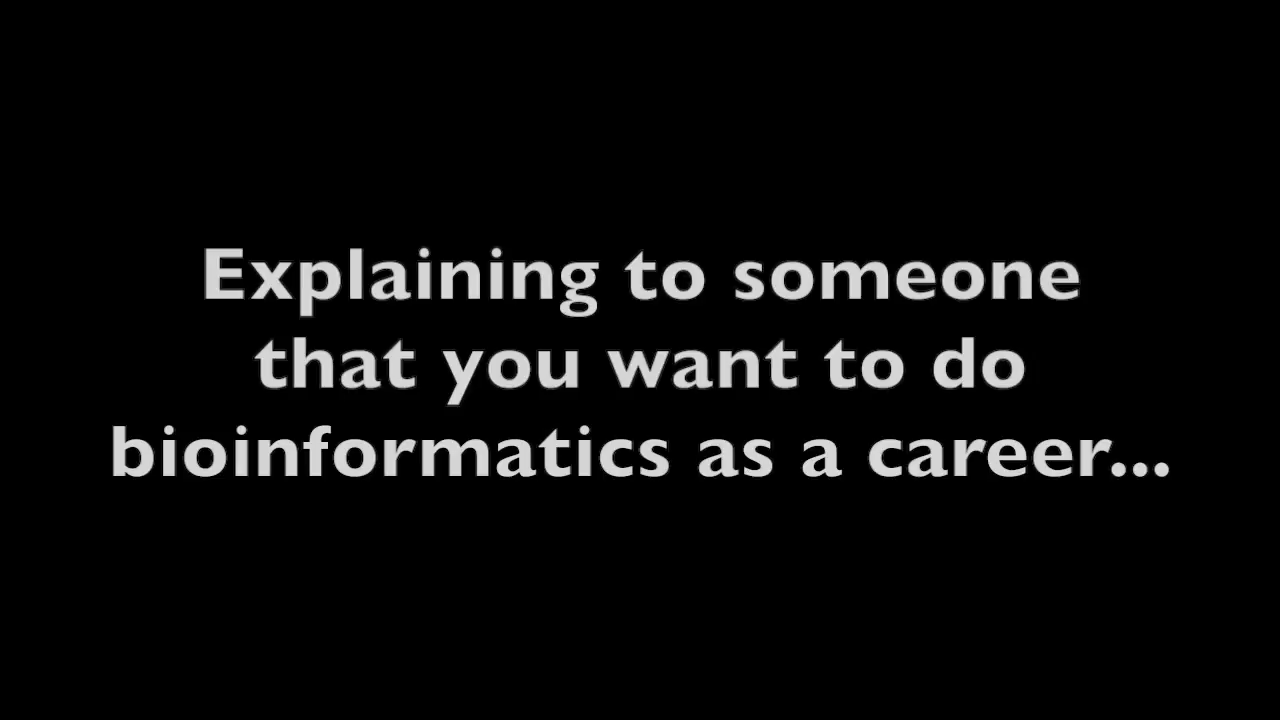 Explaining to someone
that you want to do
bioinformatics as a career...